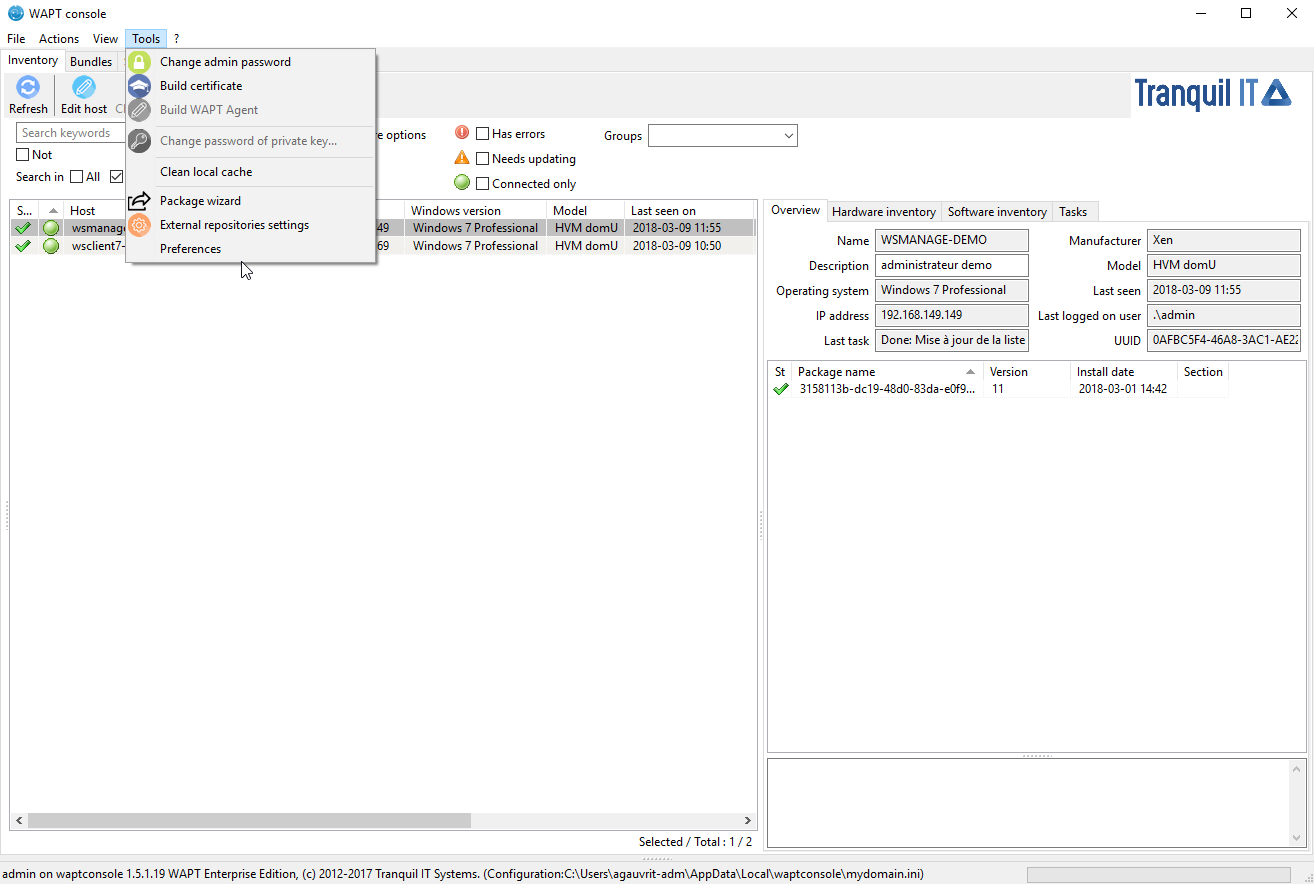 WAPT console
File Actions View Tools ?
Inventory Bundles
Change admin password
Build certificate
Build WAPT Agent
Change password of private key...
Clean local cache
Package wizard
External repositories settings
Preferences
Refresh Edit host
Tranquil IT
Search keywords
Not
Search in All
re options
Has errors
Needs updating
Connected only
Groups
S... Host Windows version Model Last seen on
wsmanage 49 Windows 7 Professional HVM domU 2018-03-09 11:55
wsclient7- 69 Windows 7 Professional HVM domU 2018-03-09 10:50
Selected / Total : 1 / 2
Overview Hardware inventory Software inventory Tasks
Name WSMANAGE-DEMO Manufacturer Xen
Description administrateur demo Model HVM domU
Operating system Windows 7 Professional Last seen 2018-03-09 11:55
IP address 192.168.149.149 Last logged on user .\admin
Last task Done: Mise à jour de la liste UUID 0AFBC5F4-46A8-3AC1-AE22
St Package name Version Install date Section
3158113b-dc19-48d0-83da-e0f9... 11 2018-03-01 14:42
admin on waptconsole 1.5.1.19 WAPT Enterprise Edition, (c) 2012-2017 Tranquil IT Systems. (Configuration:C:\Users\agauvrit-adm\AppData\Local\waptconsole\mydomain.ini)